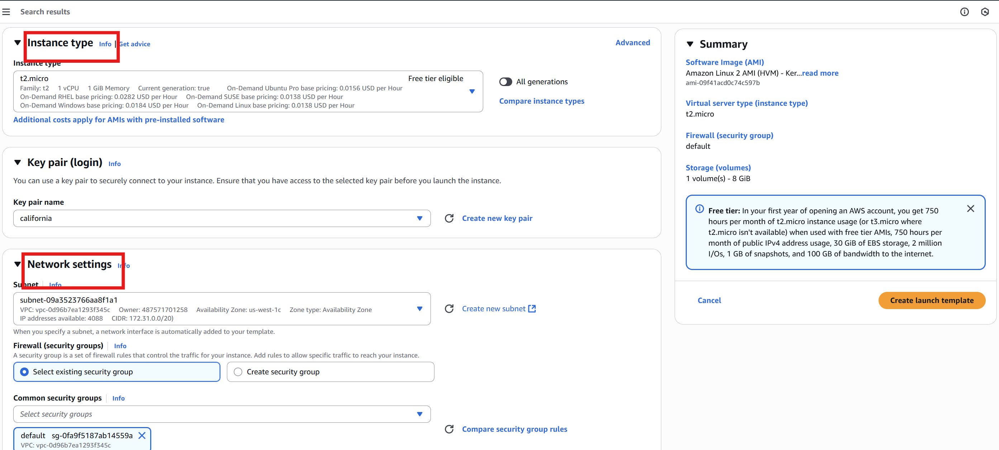 Search results
Instance type Info | Get advice
Advanced
Instance type
t2.micro
Free tier eligible
Family: t2 1 vCPU 1 GiB Memory Current generation: true On-Demand Ubuntu Pro base pricing: 0.0156 USD per Hour
On-Demand RHEL base pricing: 0.0282 USD per Hour On-Demand SUSE base pricing: 0.0138 USD per Hour
On-Demand Windows base pricing: 0.0184 USD per Hour On-Demand Linux base pricing: 0.0138 USD per Hour
All generations
Compare instance types
Additional costs apply for AMIs with pre-installed software
Key pair (login) Info
You can use a key pair to securely connect to your instance. Ensure that you have access to the selected key pair before you launch the instance.
Key pair name
california
Create new key pair
Network settings Info
Subnet Info
subnet-09a3523766aa8f1a1
VPC: vpc-0d96b7ea1293f345c Owner: 487571701258 Availability Zone: us-west-1c Zone type: Availability Zone
IP addresses available: 4088 CIDR: 172.31.0.0/20)
Create new subnet
When you specify a subnet, a network interface is automatically added to your template.
Firewall (security groups) Info
A security group is a set of firewall rules that control the traffic for your instance. Add rules to allow specific traffic to reach your instance.
Select existing security group
Create security group
Common security groups Info
Select security groups
default sg-0fa9f5187ab14559a
VPC: vpc-0d96b7ea1293f345c
Compare security group rules
Summary
Software Image (AMI)
Amazon Linux 2 AMI (HVM) - Ker...read more
ami-09f41acd0c74c597b
Virtual server type (instance type)
t2.micro
Firewall (security group)
default
Storage (volumes)
1 volume(s) - 8 GiB
Free tier: In your first year of opening an AWS account, you get 750
hours per month of t2.micro instance usage (or t3.micro where
t2.micro isn't available) when used with free tier AMIs, 750 hours per
month of public IPv4 address usage, 30 GiB of EBS storage, 2 million
I/Os, 1 GB of snapshots, and 100 GB of bandwidth to the internet.
Cancel
Create launch template